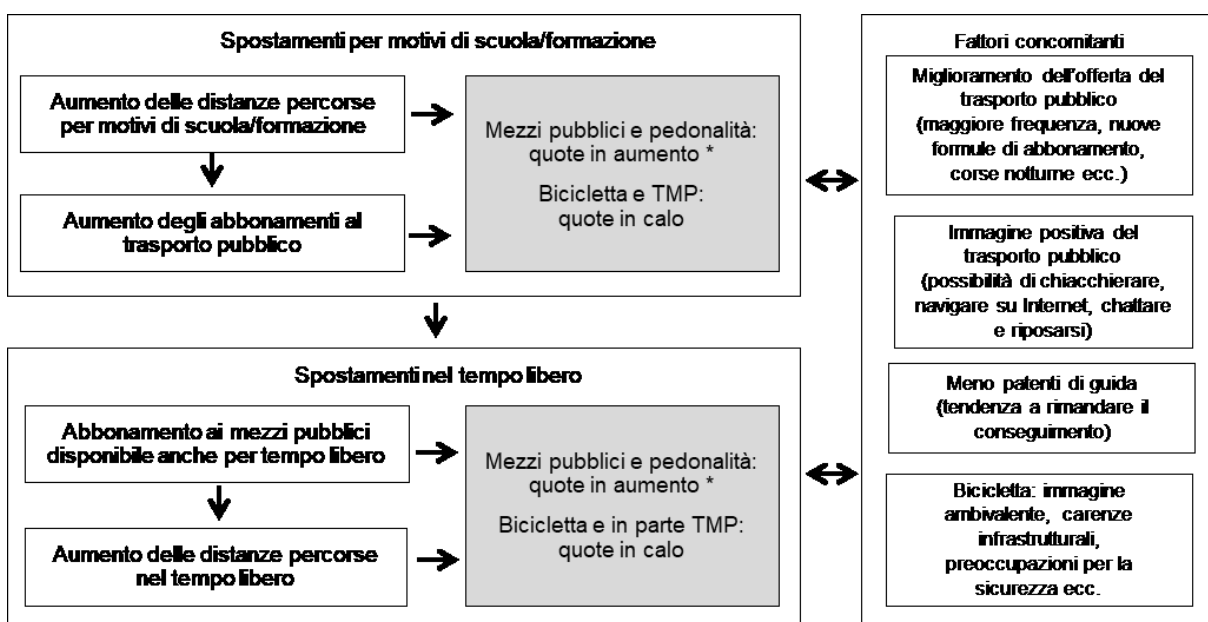 Spostamenti per motivi di scuola/formazione
Aumento delle distanze percorse
per motivi di scuola/formazione
Aumento degli abbonamenti al
trasporto pubblico
Mezzi pubblici e pedonalità:
quote in aumento *
Bicicletta e TMP:
quote in calo
Spostamenti nel tempo libero
Abbonamento ai mezzi pubblici
disponibile anche per tempo libero
Aumento delle distanze percorse
nel tempo libero
Mezzi pubblici e pedonalità:
quote in aumento *
Bicicletta e in parte TMP:
quote in calo
Fattori concomitanti
Miglioramento dell'offerta del
trasporto pubblico
(maggiore frequenza, nuove
formule di abbonamento,
corse notturne ecc.)
Immagine positiva del
trasporto pubblico
(possibilità di chiacchierare,
navigare su Internet, chattare
e riposarsi)
Meno patenti di guida
(tendenza a rimandare il
conseguimento)
Bicicletta: immagine
ambivalente, carenze
infrastrutturali,
preoccupazioni per la
sicurezza ecc.